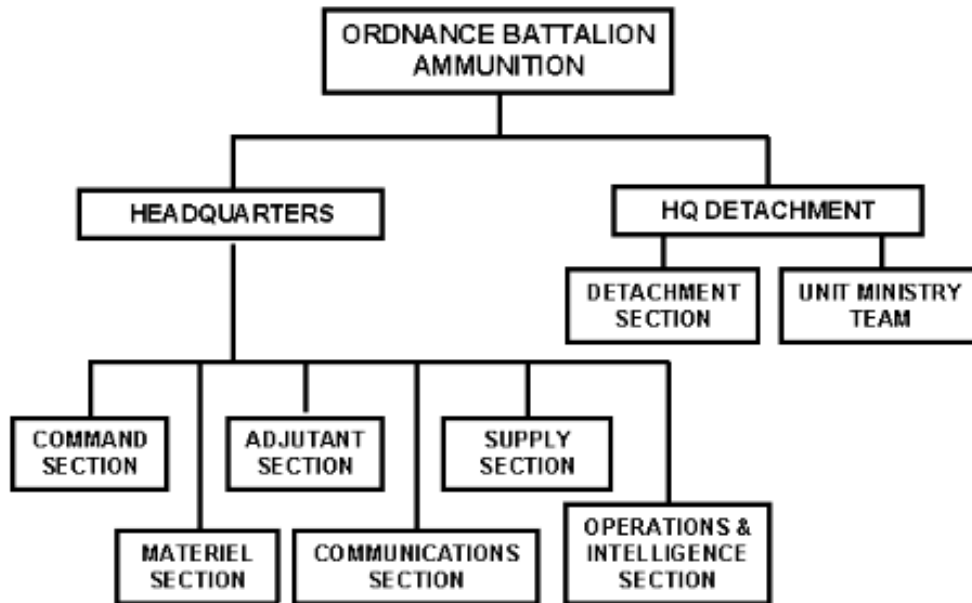 ORDNANCE BATTALION
AMMUNITION
HEADQUARTERS
HQ DETACHMENT
DETACHMENT
SECTION
UNIT MINISTRY
TEAM
COMMAND
SECTION
ADJUTANT
SECTION
SUPPLY
SECTION
MATERIEL
SECTION
COMMUNICATIONS
SECTION
OPERATIONS &
INTELLIGENCE
SECTION